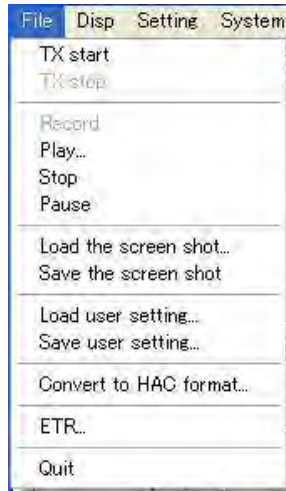 File Disp Setting System
TX start
TX stop
Record
Play...
Stop
Pause
Load the screen shot...
Save the screen shot
Load user setting...
Save user setting...
Convert to HAC format...
ETR...
Quit